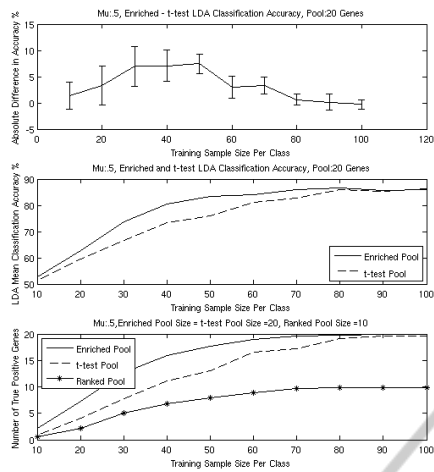 Mu:.5, Enriched - t-test LDA Classification Accuracy, Pool:20 Genes
Absolute Difference in Accuracy %
15
10
5
0
-5
0 20 40 60 80 100 120
Training Sample Size Per Class
Mu:.5, Enriched and t-test LDA Classification Accuracy, Pool:20 Genes
LDA Mean Classification Accuracy %
90
80
70
60
50
Enriched Pool
t-test Pool
10 20 30 40 50 60 70 80 90 100
Training Sample Size Per Class
Mu:.5,Enriched Pool Size = t-test Pool Size =20, Ranked Pool Size =10
Number of True Positive Genes
20
15
10
5
0
Enriched Pool
t-test Pool
Ranked Pool
10 20 30 40 50 60 70 80 90 100
Training Sample Size Per Class